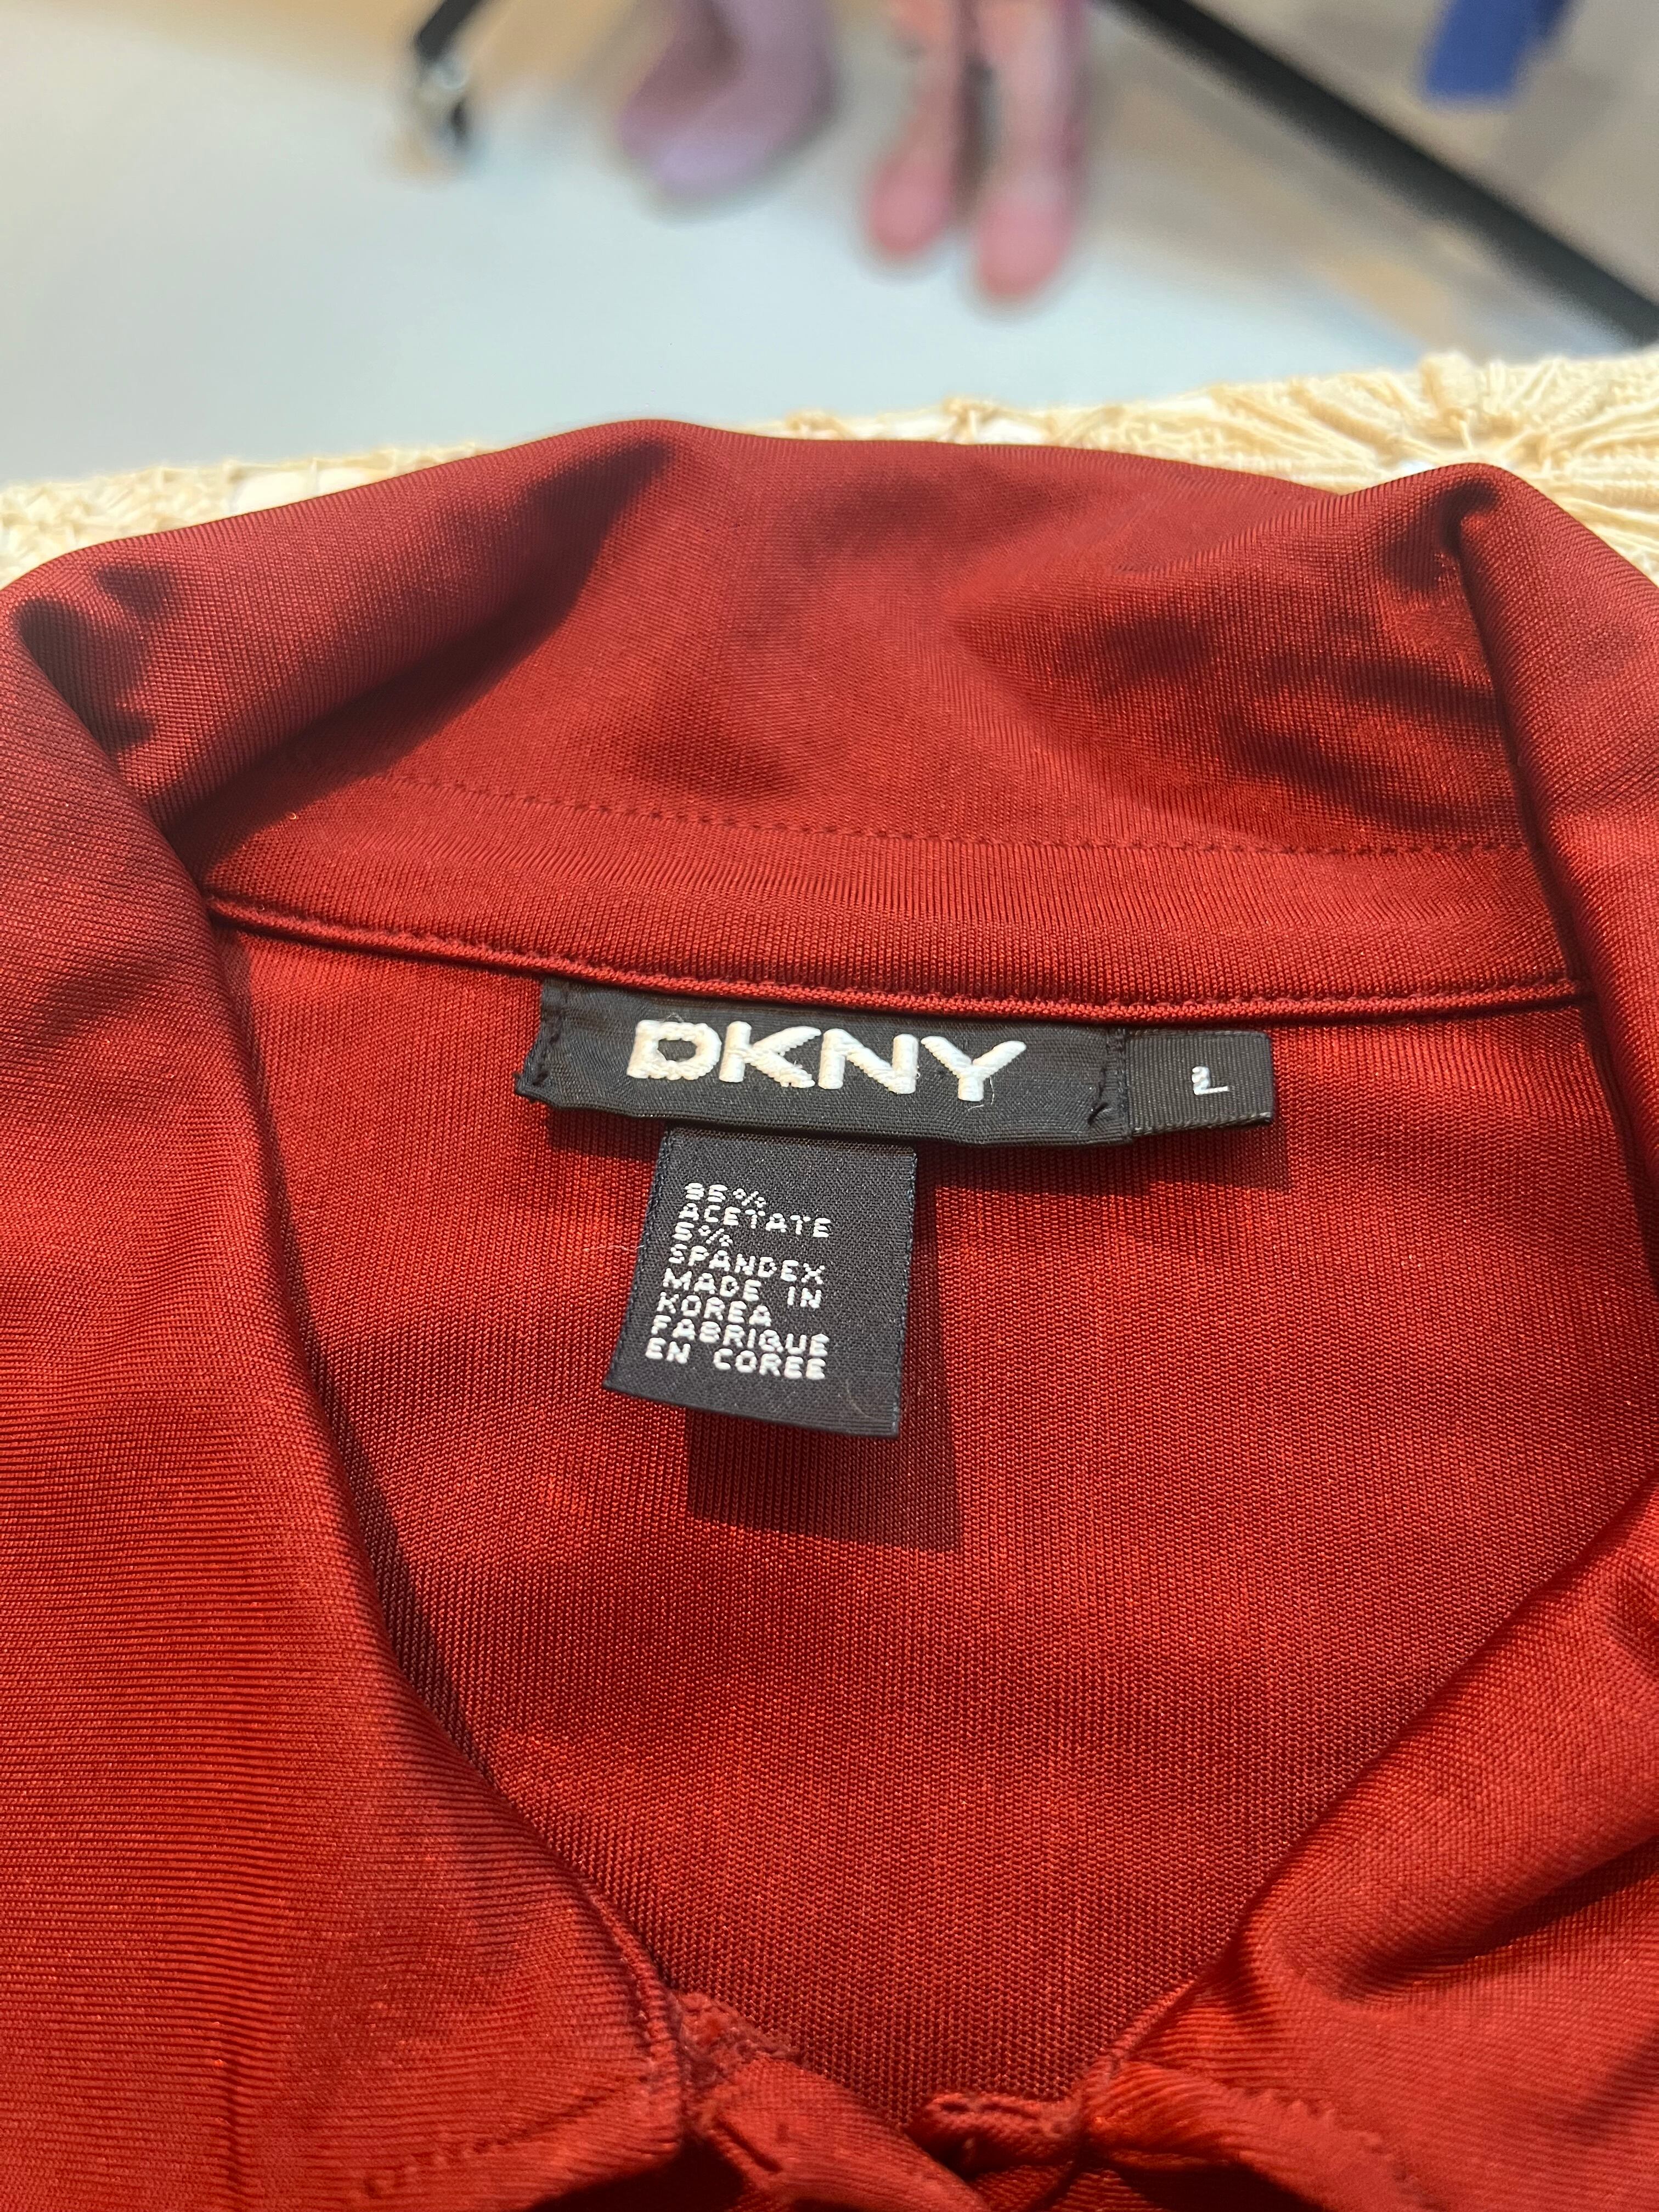 DKNY
L
95%
ACETATE
5%
SPANDEX
MADE IN
KOREA
FABRIQUE
EN COREE